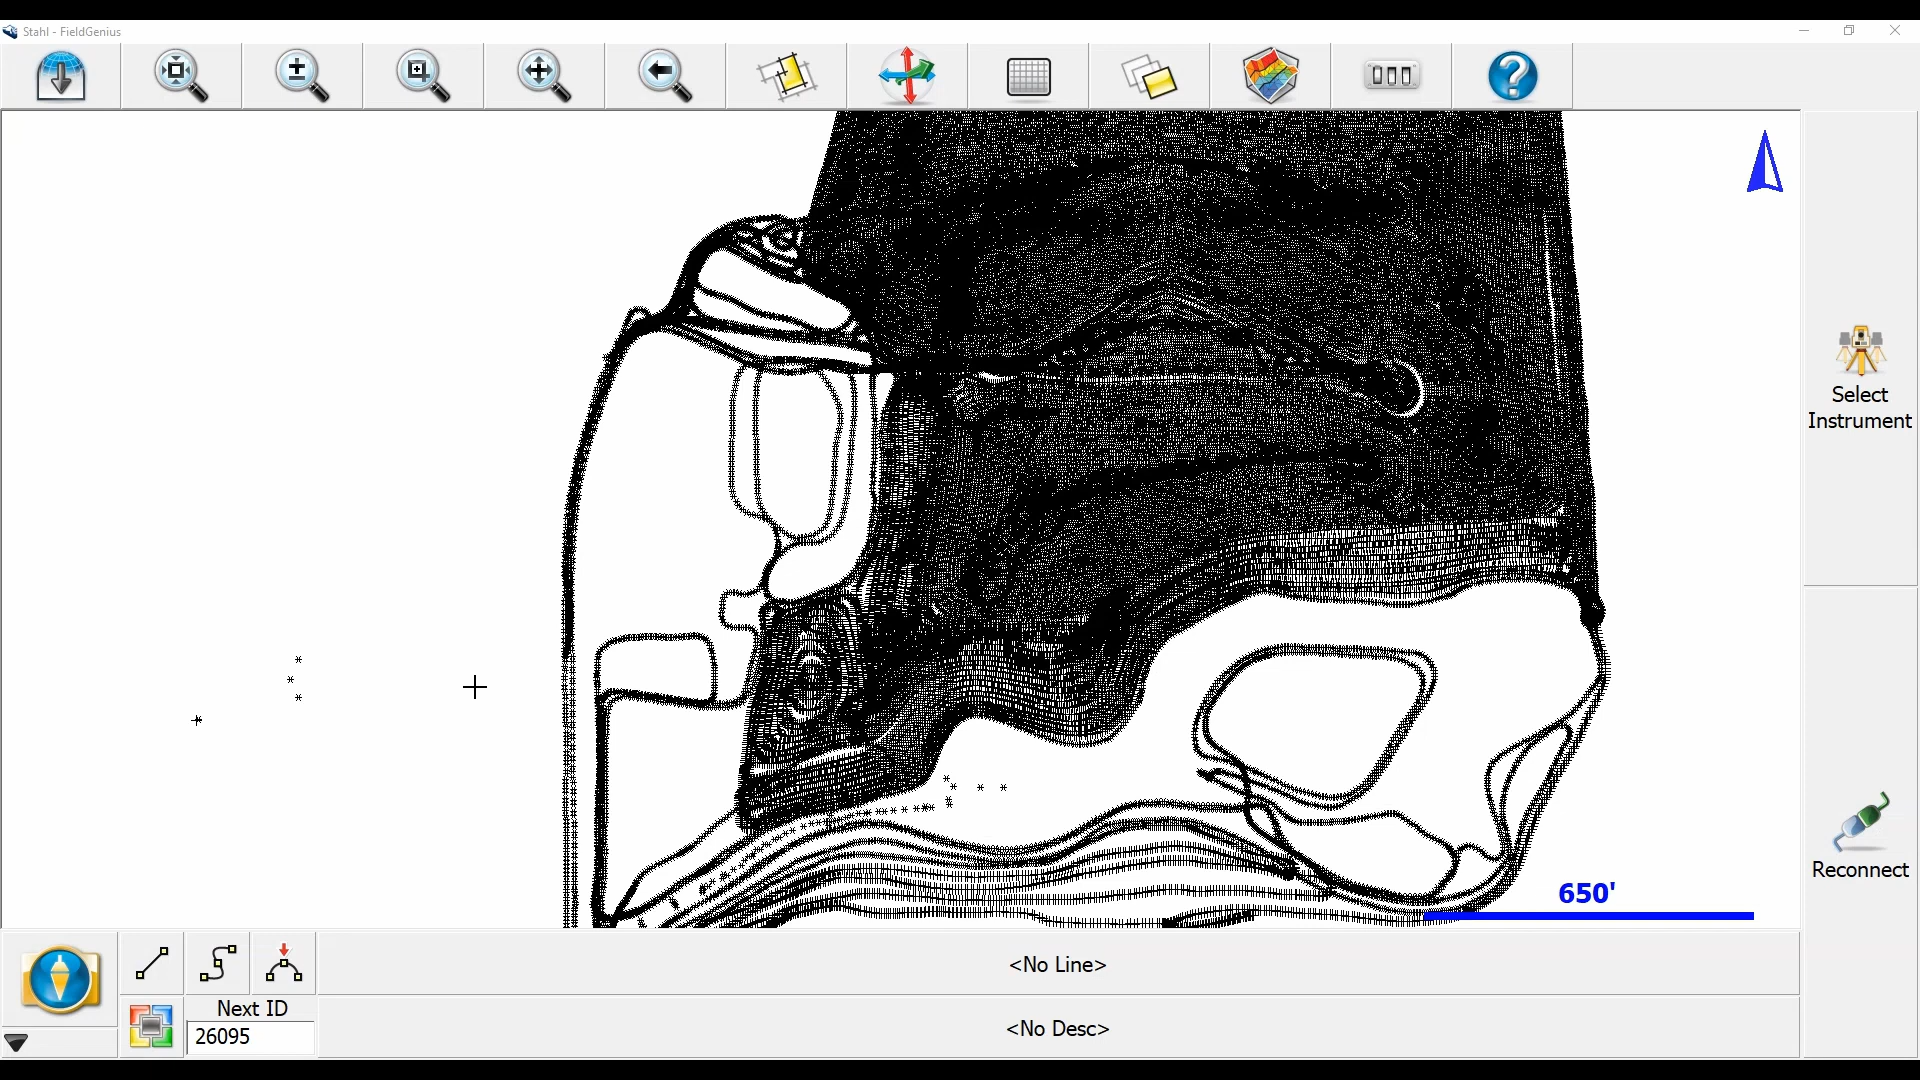 Stahl - FieldGenius
Select
Instrument
Reconnect
650'
<No Line>
Next ID
26095
<No Desc>